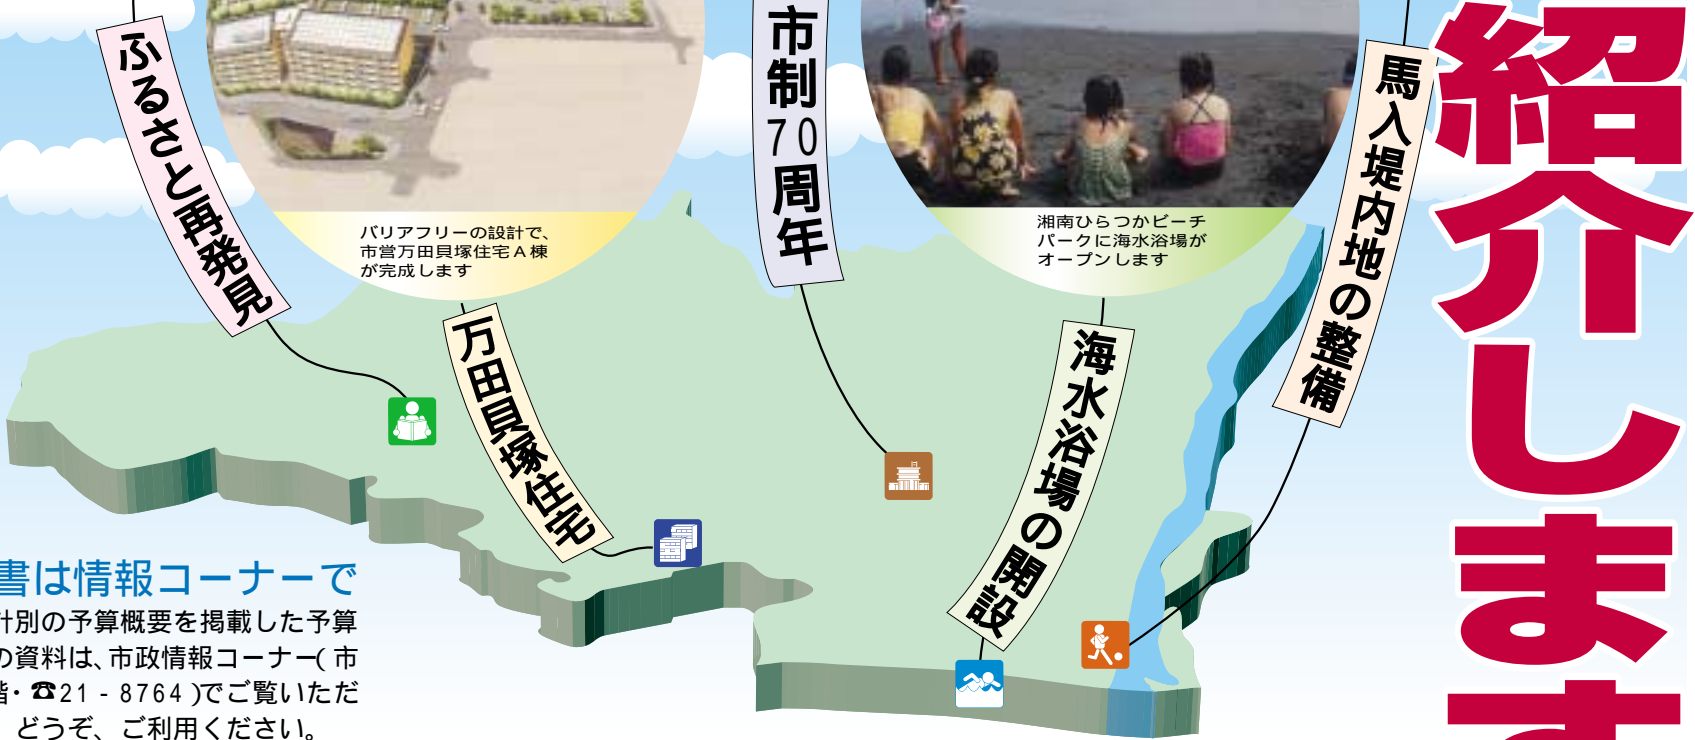 紹介します
馬入堤内地の整備
湘南ひらつかビーチ
パークに海水浴場が
オープンします
海水浴場の開設
市制70周年
バリアフリーの設計で、
市営万田貝塚住宅A棟
が完成します
万田貝塚住宅
ふるさと再発見
書は情報コーナーで
計別の予算概要を掲載した予算
の資料は、市政情報コーナー(市
階・☎21-8764)でご覧いただ
どうぞ、ご利用ください。